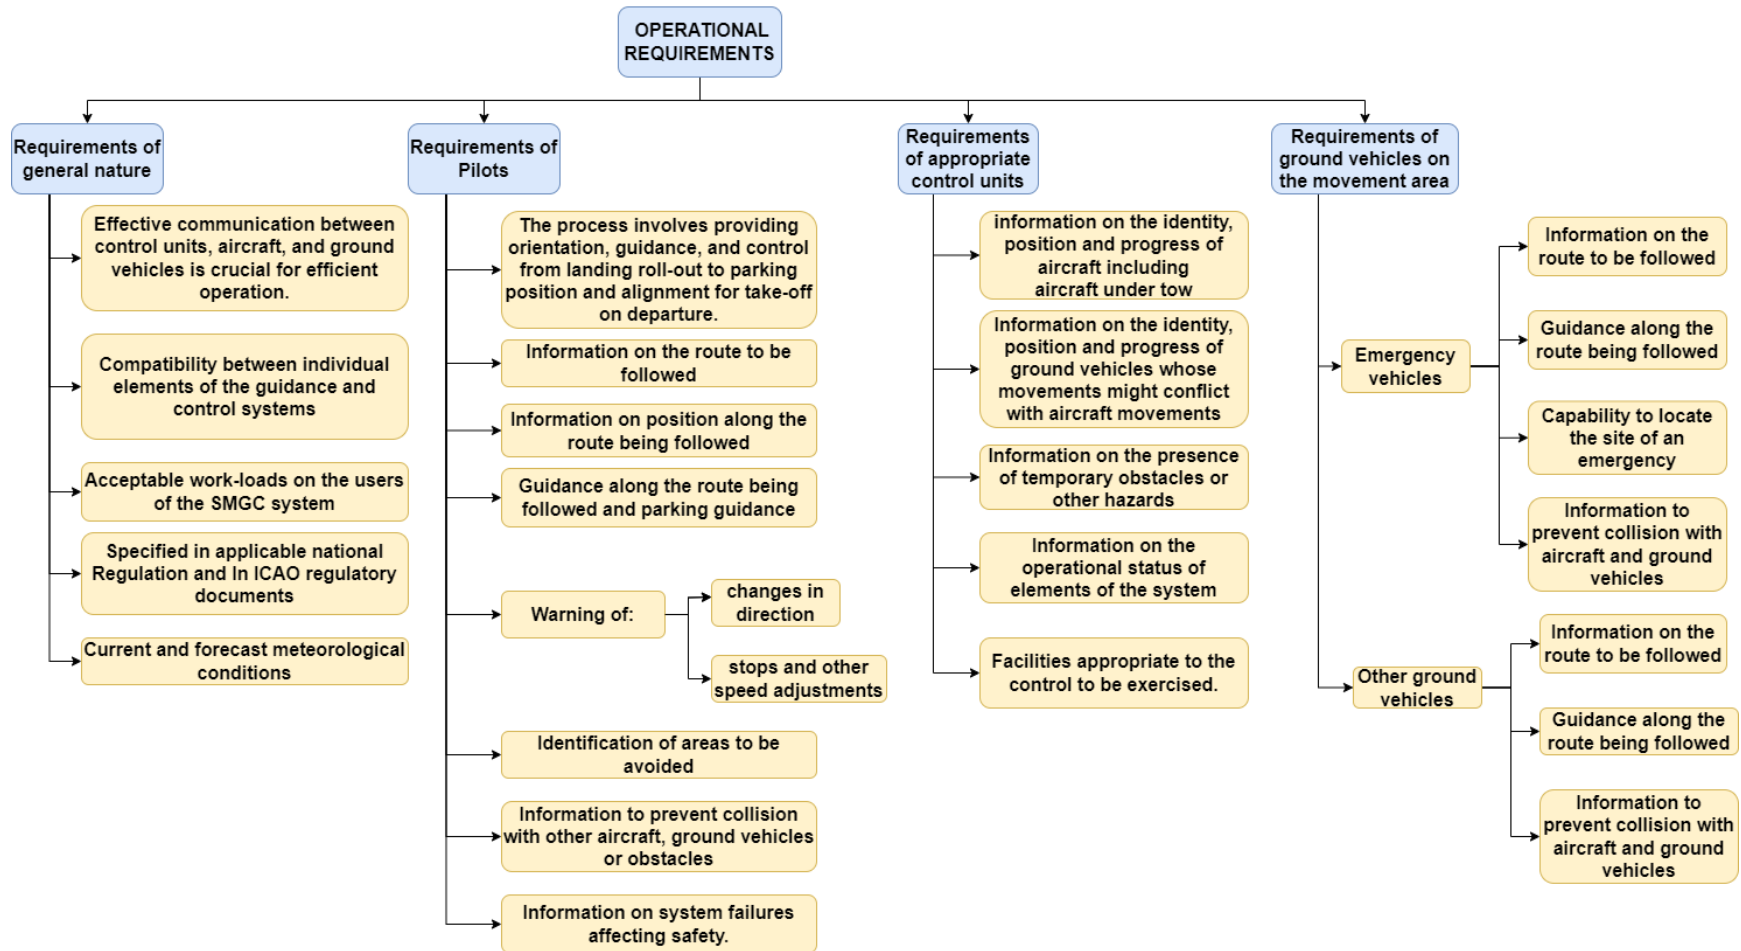 OPERATIONAL
REQUIREMENTS
Requirements of
general nature
Effective communication between
control units, aircraft, and ground
vehicles is crucial for efficient
operation.
Compatibility between individual
elements of the guidance and
control systems
Acceptable work-loads on the users
of the SMGC system
Specified in applicable national
Regulation and In ICAO regulatory
documents
Current and forecast meteorological
conditions
Requirements of
Pilots
The process involves providing
orientation, guidance, and control
from landing roll-out to parking
position and alignment for take-off
on departure.
Information on the route to be
followed
Information on position along the
route being followed
Guidance along the route being
followed and parking guidance
Warning of:
changes in
direction
stops and other
speed adjustments
Identification of areas to be
avoided
Information to prevent collision
with other aircraft, ground vehicles
or obstacles
Information on system failures
affecting safety.
Requirements
of appropriate
control units
information on the identity,
position and progress of
aircraft including
aircraft under tow
Information on the identity,
position and progress of
ground vehicles whose
movements might conflict
with aircraft movements
Information on the presence
of temporary obstacles or
other hazards
Information on the
operational status of
elements of the system
Facilities appropriate to the
control to be exercised.
Requirements of
ground vehicles on
the movement area
Emergency
vehicles
Information on the
route to be followed
Guidance along the
route being followed
Capability to locate
the site of an
emergency
Information to
prevent collision with
aircraft and ground
vehicles
Other ground
vehicles
Information on the
route to be followed
Guidance along the
route being followed
Information to
prevent collision with
aircraft and ground
vehicles